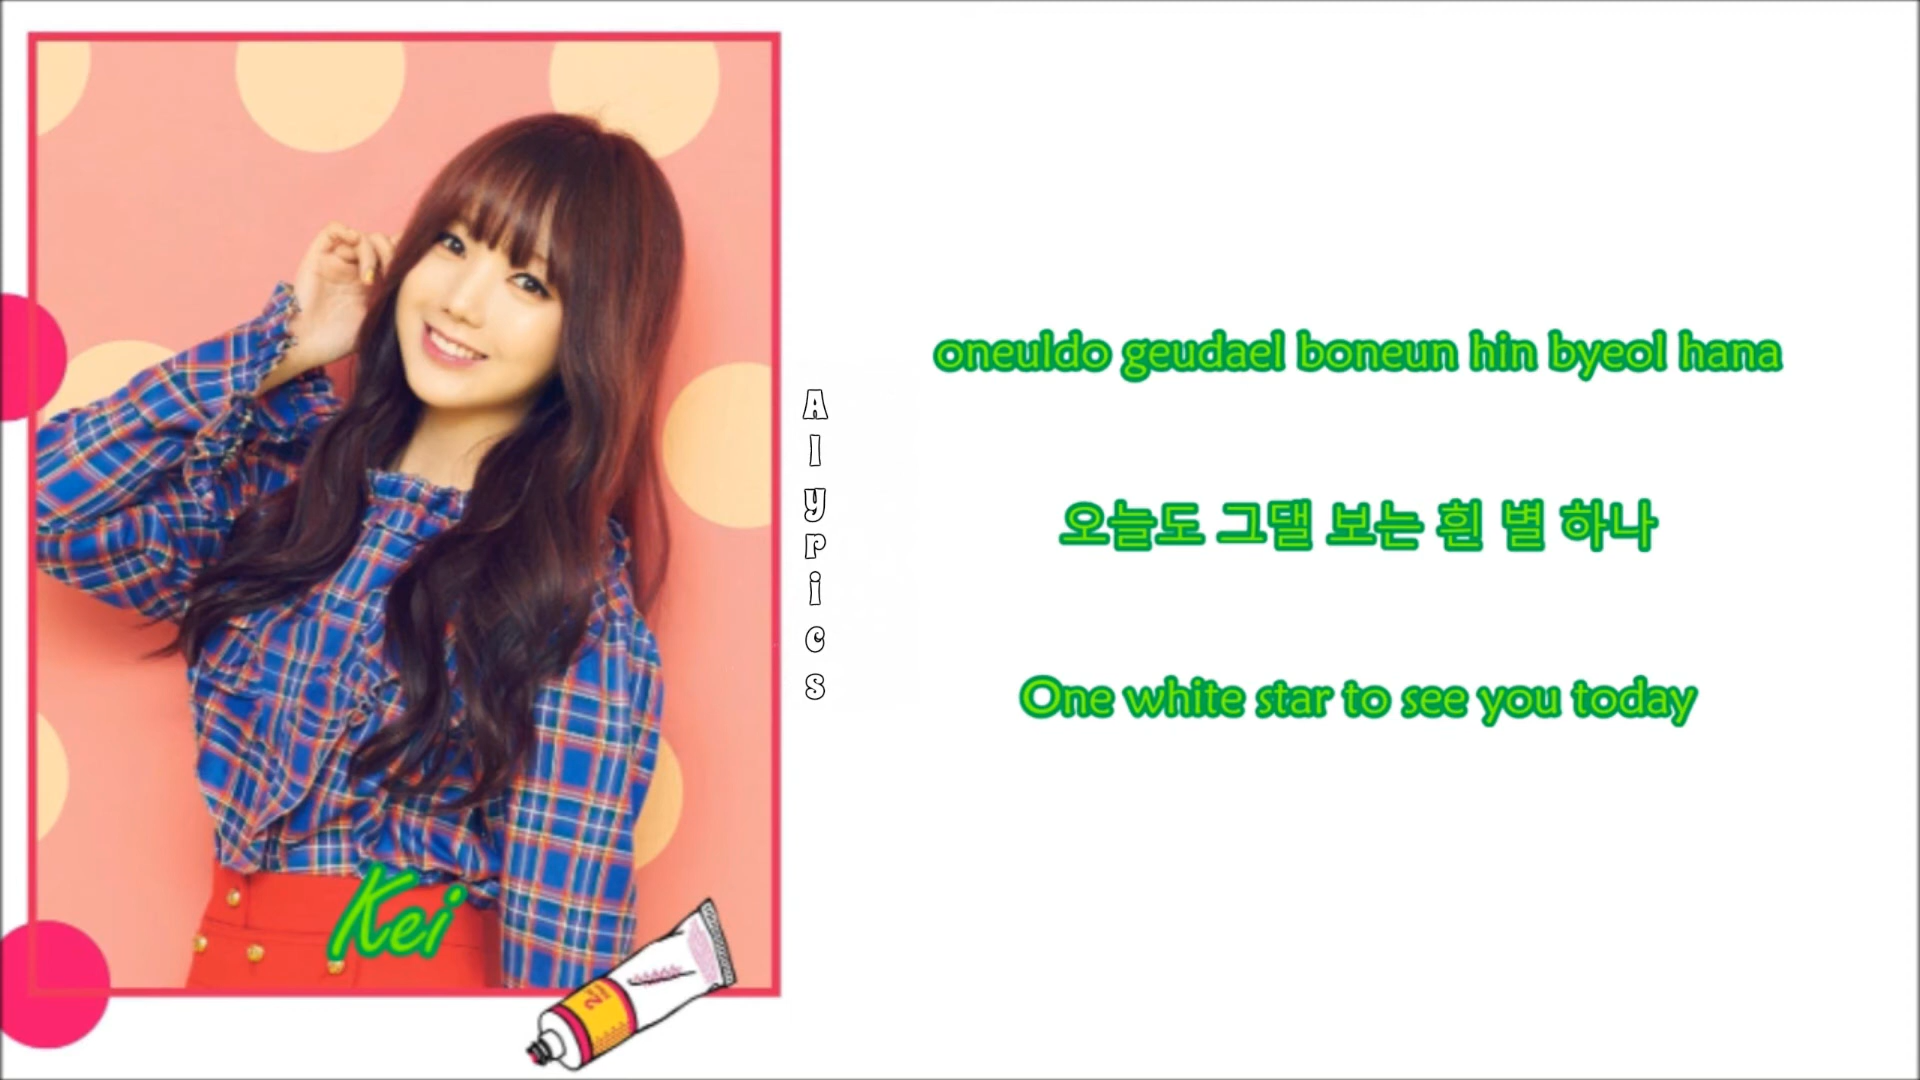 oneuldo geudael boneun hin byeol hana
오늘도 그댈 보는 흰 별 하나
One white star to see you today
Alypics
Kei